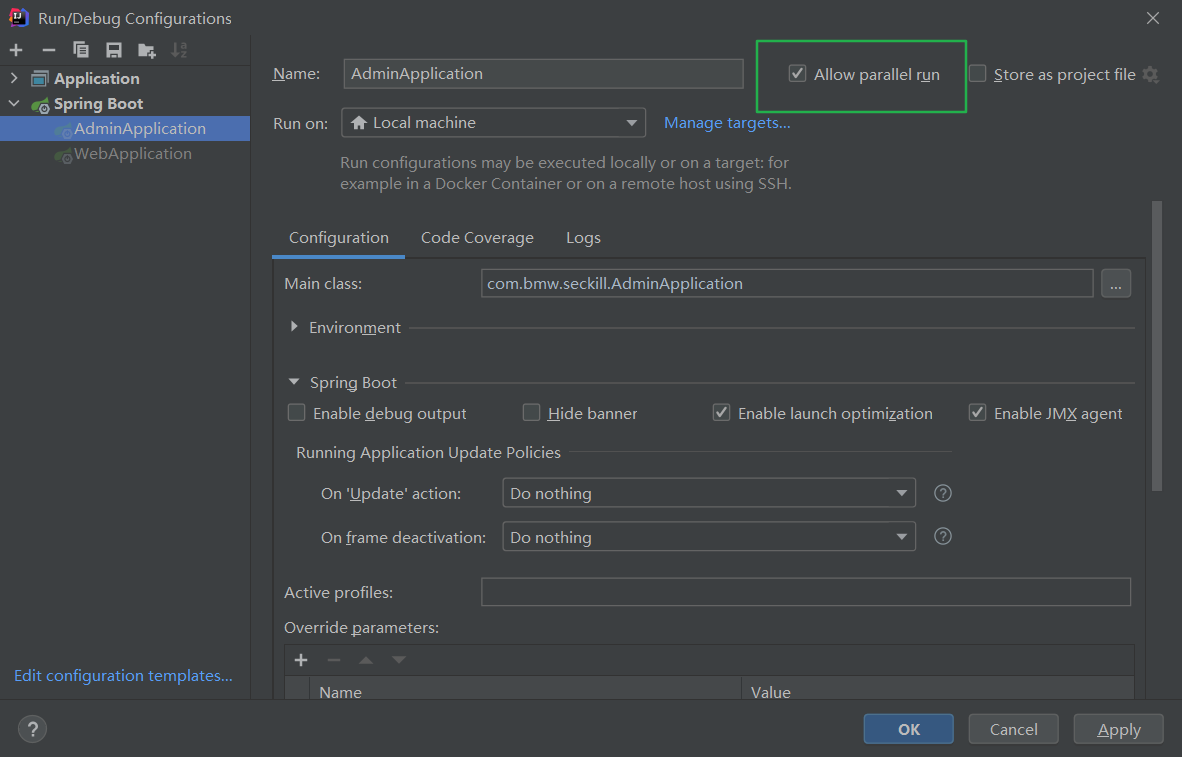 Run/Debug Configurations
Application
Spring Boot
AdminApplication
WebApplication
Edit configuration templates...
Name:
AdminApplication
Allow parallel run
Store as project file
Run on:
Local machine
Manage targets...
Run configurations may be executed locally or on a target: for
example in a Docker Container or on a remote host using SSH.
Configuration
Code Coverage
Logs
Main class:
com.bmw.seckill.AdminApplication
...
Environment
Spring Boot
Enable debug output
Hide banner
Enable launch optimization
Enable JMX agent
Running Application Update Policies
On 'Update' action:
Do nothing
?
On frame deactivation:
Do nothing
?
Active profiles:
Override parameters:
Name
Value
?
OK
Cancel
Apply